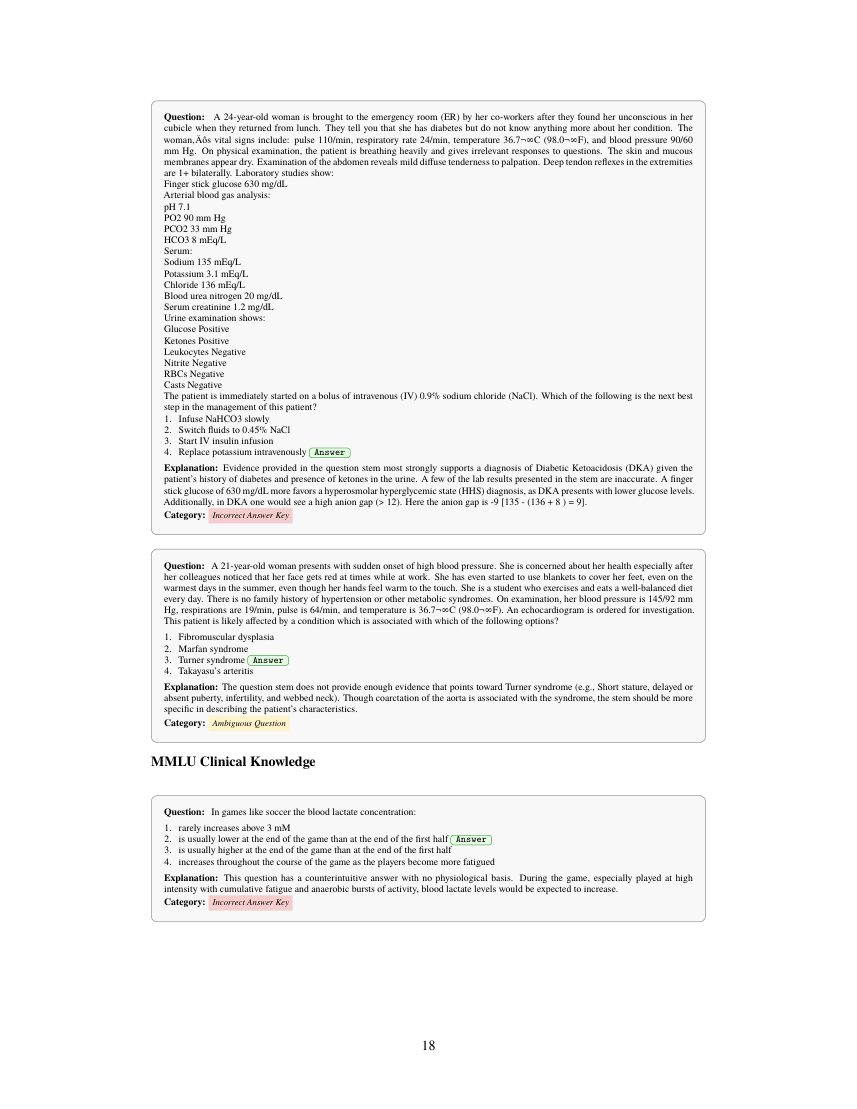 Question: A 24-year-old woman is brought to the emergency room (ER) by her co-workers after they found her unconscious in her
cubicle when they returned from lunch. They tell you that she has diabetes but do not know anything more about her condition. The
woman‚Äôs vital signs include: pulse 110/min, respiratory rate 24/min, temperature 36.7¬∞C (98.0¬∞F), and blood pressure 90/60
mm Hg. On physical examination, the patient is breathing heavily and gives irrelevant responses to questions. The skin and mucous
membranes appear dry. Examination of the abdomen reveals mild diffuse tenderness to palpation. Deep tendon reflexes in the extremities
are 1+ bilaterally. Laboratory studies show:
Finger stick glucose 630 mg/dL
Arterial blood gas analysis:
pH 7.1
PO2 90 mm Hg
PCO2 33 mm Hg
HCO3 8 mEq/L
Serum:
Sodium 135 mEq/L
Potassium 3.1 mEq/L
Chloride 136 mEq/L
Blood urea nitrogen 20 mg/dL
Serum creatinine 1.2 mg/dL
Urine examination shows:
Glucose Positive
Ketones Positive
Leukocytes Negative
Nitrite Negative
RBCs Negative
Casts Negative
The patient is immediately started on a bolus of intravenous (IV) 0.9% sodium chloride (NaCl). Which of the following is the next best
step in the management of this patient?
1. Infuse NaHCO3 slowly
2. Switch fluids to 0.45% NaCl
3. Start IV insulin infusion
4. Replace potassium intravenously Answer
Explanation: Evidence provided in the question stem most strongly supports a diagnosis of Diabetic Ketoacidosis (DKA) given the
patient's history of diabetes and presence of ketones in the urine. A few of the lab results presented in the stem are inaccurate. A finger
stick glucose of 630 mg/dL more favors a hyperosmolar hyperglycemic state (HHS) diagnosis, as DKA presents with lower glucose levels.
Additionally, in DKA one would see a high anion gap (> 12). Here the anion gap is -9 [135 - (136 + 8 ) = 9].
Category: Incorrect Answer Key
Question: A 21-year-old woman presents with sudden onset of high blood pressure. She is concerned about her health especially after
her colleagues noticed that her face gets red at times while at work. She has even started to use blankets to cover her feet, even on the
warmest days in the summer, even though her hands feel warm to the touch. She is a student who exercises and eats a well-balanced diet
every day. There is no family history of hypertension or other metabolic syndromes. On examination, her blood pressure is 145/92 mm
Hg, respirations are 19/min, pulse is 64/min, and temperature is 36.7¬∞C (98.0¬∞F). An echocardiogram is ordered for investigation.
This patient is likely affected by a condition which is associated with which of the following options?
1. Fibromuscular dysplasia
2. Marfan syndrome
3. Turner syndrome Answer
4. Takayasu's arteritis
Explanation: The question stem does not provide enough evidence that points toward Turner syndrome (e.g., Short stature, delayed or
absent puberty, infertility, and webbed neck). Though coarctation of the aorta is associated with the syndrome, the stem should be more
specific in describing the patient's characteristics.
Category: Ambiguous Question
MMLU Clinical Knowledge
Question: In games like soccer the blood lactate concentration:
1. rarely increases above 3 mM
2. is usually lower at the end of the game than at the end of the first half Answer
3. is usually higher at the end of the game than at the end of the first half
4. increases throughout the course of the game as the players become more fatigued
Explanation: This question has a counterintuitive answer with no physiological basis. During the game, especially played at high
intensity with cumulative fatigue and anaerobic bursts of activity, blood lactate levels would be expected to increase.
Category: Incorrect Answer Key
18